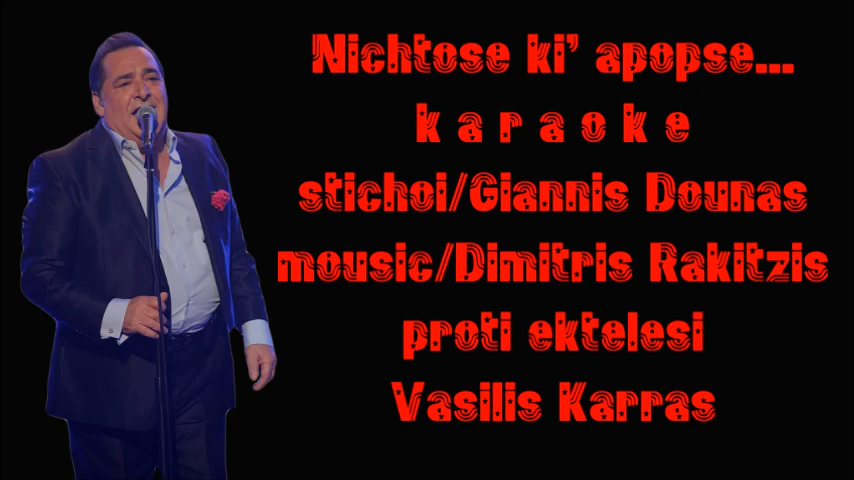 Nichtose ki' apopse...
k a r a o k e
stichoi/Giannis Dounas
mousic/Dimitris Rakitzis
proti ektelesi
Vasilis Karras